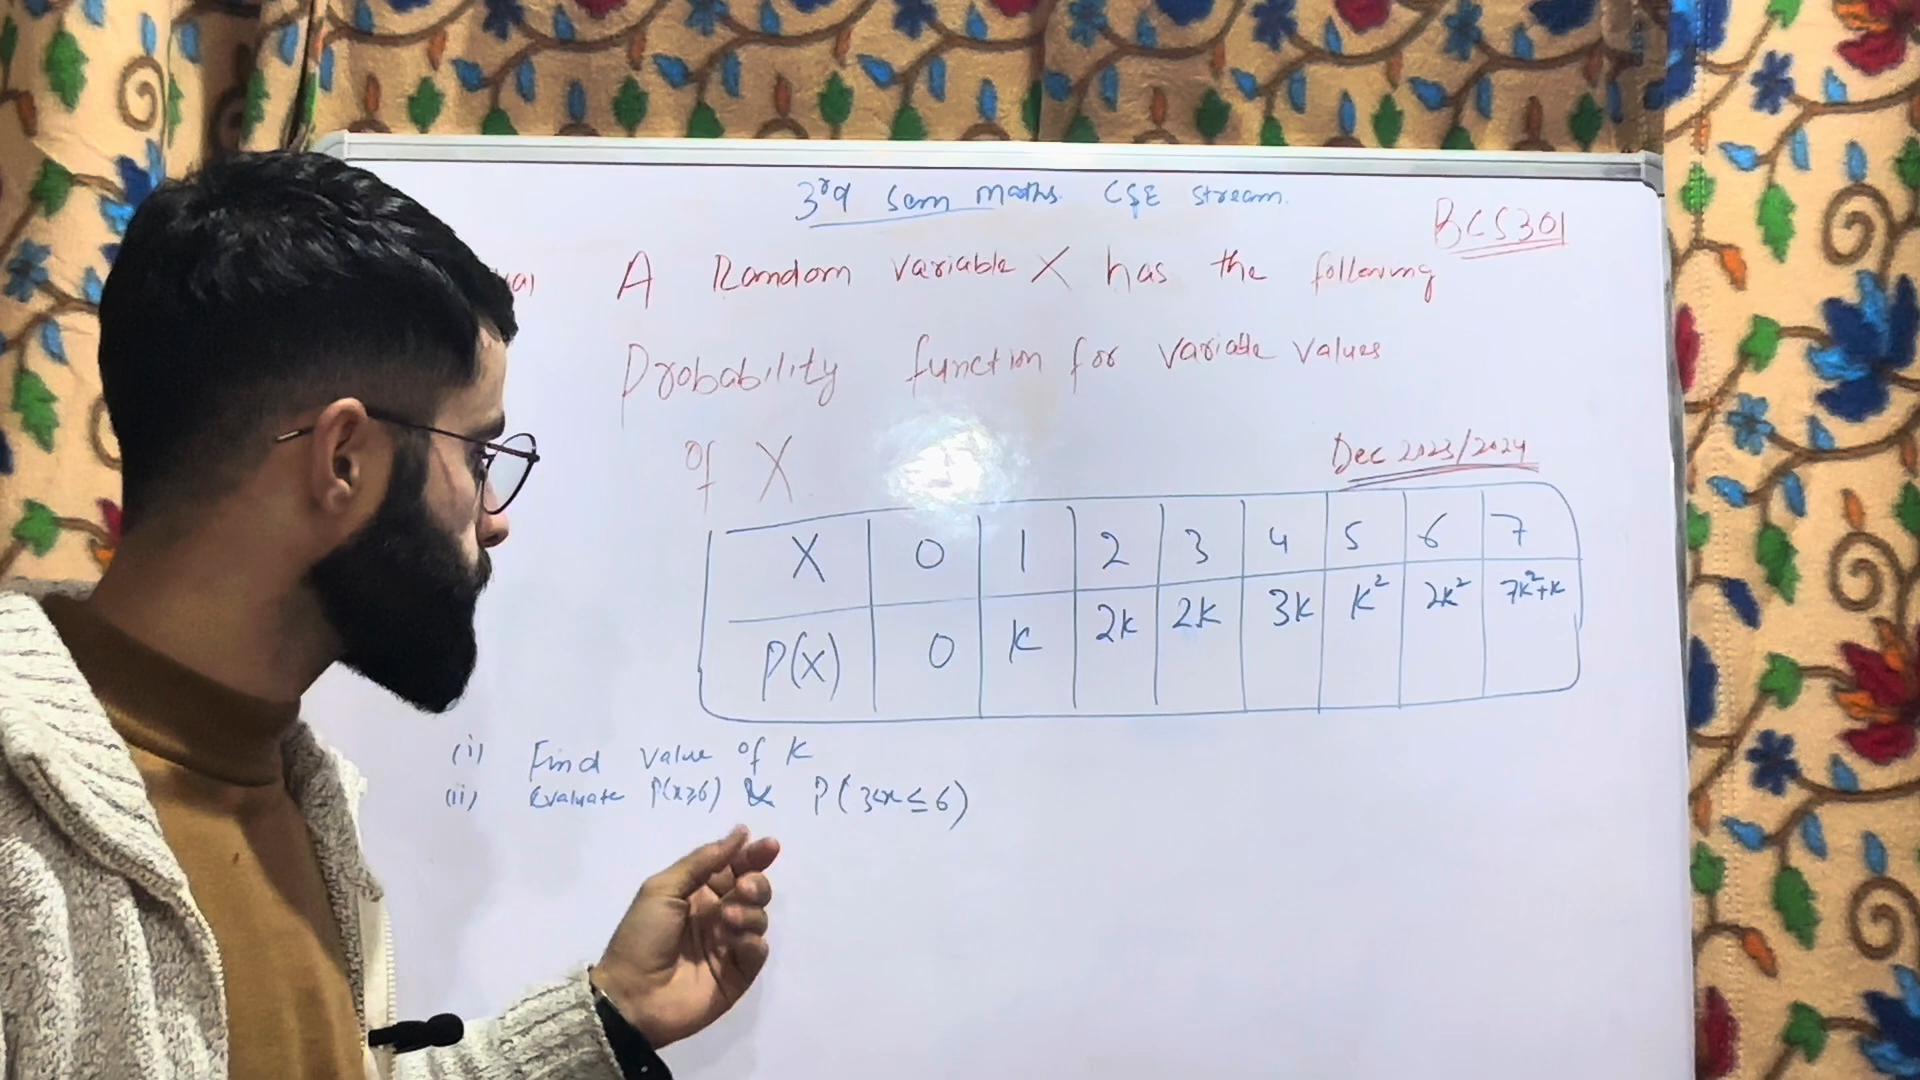 3rd Sem Maths CSE Stream.
BCS301
A Random variable X has the following
Probability function for variable values
of X
Dec 2023/2024
X 0 1 2 3 4 5 6 7
P(X) 0 K 2K 2K 3K K² 2K² 7K²+K
(i) Find value of K
(ii) Evaluate P(x≥6) & P(3<x≤6)